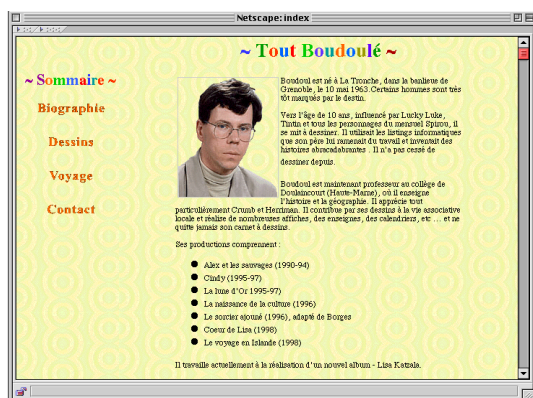 Netscape: index
~ Tout Boudoulé ~
~ Sommaire ~
Biographie
Dessins
Voyage
Contact
Boudoul est né à La Tronche, dans la banlieue de
Grenoble, le 10 mai 1963.Certains hommes sont très
tôt marqués par le destin.
Vers l'âge de 10 ans, influencé par Lucky Luke,
Tintin et tous les personnages du mensuel Spirou, il
se mit à dessiner. Il utilisait les listings informatiques
que son père lui ramenait du travail et inventait des
histoires abracadabrantes . Il n'a pas cessé de
dessiner depuis.
Boudoul est maintenant professeur au collège de
Doulaincourt (Haute-Marne), où il enseigne
l'histoire et la géographie. Il apprécie tout
particulièrement Crumb et Herriman. Il contribue par ses dessins à la vie associative
locale et réalise de nombreuses affiches, des enseignes, des calendriers, etc ... et ne
quitte jamais son carnet à dessins.
Ses productions comprennent :
Alex et les sauvages (1990-94)
Cindy (1995-97)
La lune d'Or 1995-97)
La naissance de la culture (1996)
Le sorcier ajourné (1996), adapté de Borges
Coeur de Lisa (1998)
Le voyage en Islande (1998)
Il travaille actuellement à la réalisation d'un nouvel album - Lisa Katzala.